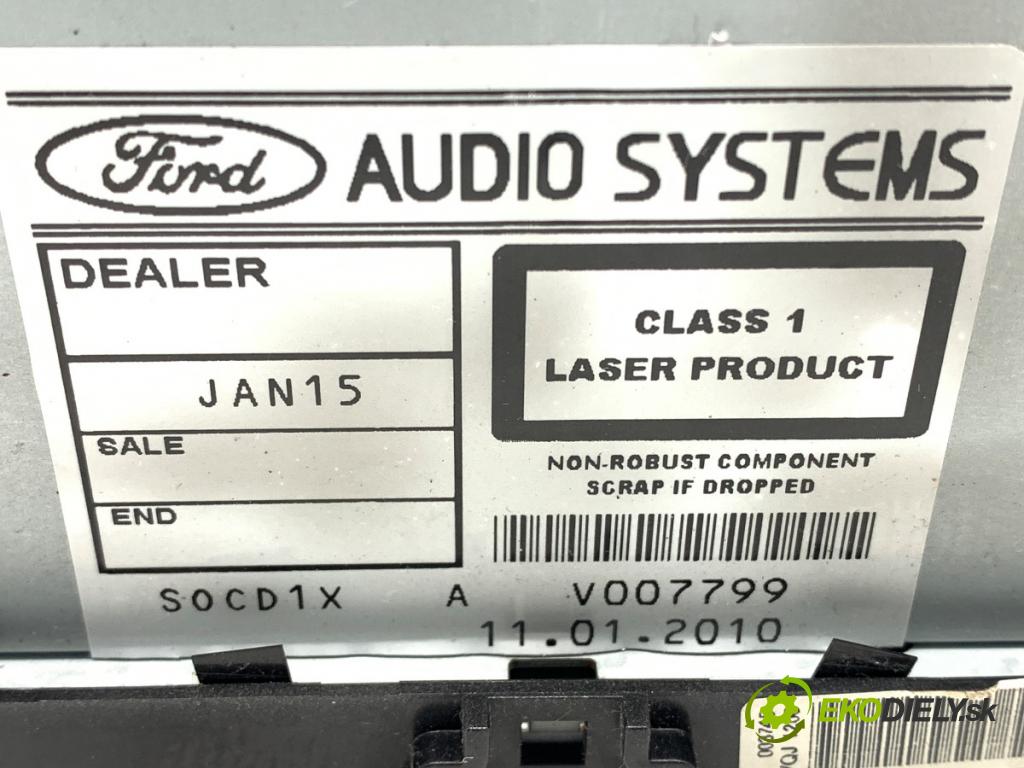 Ford AUDIO SYSTEMS
DEALER
JAN15
SALE
END
CLASS 1
LASER PRODUCT
NON-ROBUST COMPONENT
SCRAP IF DROPPED
SOCD1X A V007799
11.01.2010
EKODIELY.sk